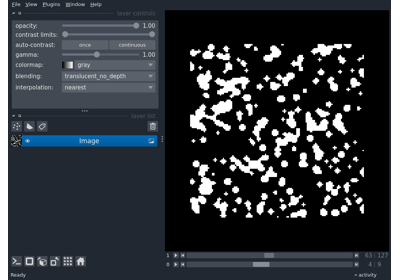 File View Plugins Window Help
layer controls
opacity: 1.00
contrast limits:
auto-contrast: once continuous
gamma: 1.00
colormap: gray
blending: translucent_no_depth
interpolation: nearest
layer list
Image
1 63 / 127
0 4 / 9
Ready activity